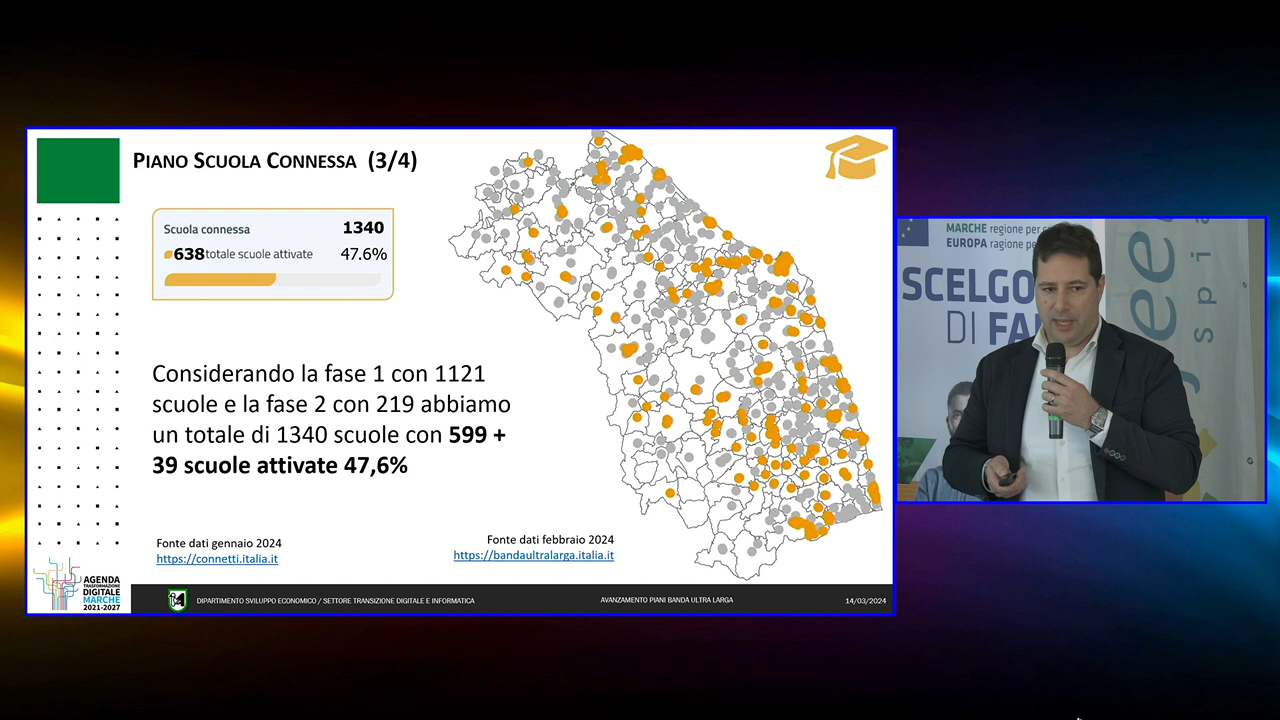 PIANO SCUOLA CONNESSA (3/4)
Scuola connessa 1340
638 totale scuole attivate 47.6%
Considerando la fase 1 con 1121
scuole e la fase 2 con 219 abbiamo
un totale di 1340 scuole con 599 +
39 scuole attivate 47,6%
Fonte dati gennaio 2024
https://connetti.italia.it
Fonte dati febbraio 2024
https://bandaultralarga.italia.it
AGENDA
TRASFORMAZIONE
DIGITALE
MARCHE
2021-2027
DIPARTIMENTO SVILUPPO ECONOMICO / SETTORE TRANSIZIONE DIGITALE E INFORMATICA
AVANZAMENTO PIANI BANDA ULTRA LARGA
14/03/2024
MARCHE regione per
EUROPA ragione pe
SCELGO
DI FA
spi